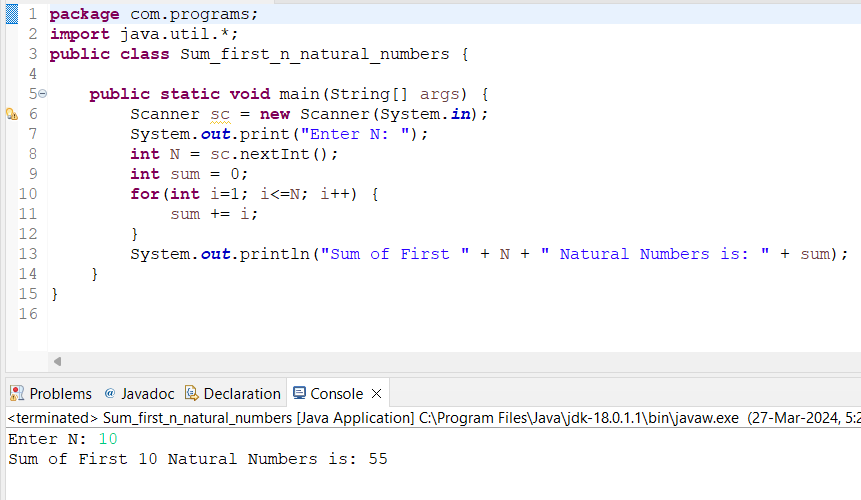 1 package com.programs;
2 import java.util.*;
3 public class Sum_first_n_natural_numbers {
4
5 public static void main(String[] args) {
6 Scanner sc = new Scanner(System.in);
7 System.out.print("Enter N: ");
8 int N = sc.nextInt();
9 int sum = 0;
10 for(int i=1; i<=N; i++) {
11 sum += i;
12 }
13 System.out.println("Sum of First " + N + " Natural Numbers is: " + sum);
14 }
15 }
16
Problems @ Javadoc Declaration Console
<terminated> Sum_first_n_natural_numbers [Java Application] C:\Program Files\Java\jdk-18.0.1.1\bin\javaw.exe (27-Mar-2024, 5:2
Enter N: 10
Sum of First 10 Natural Numbers is: 55